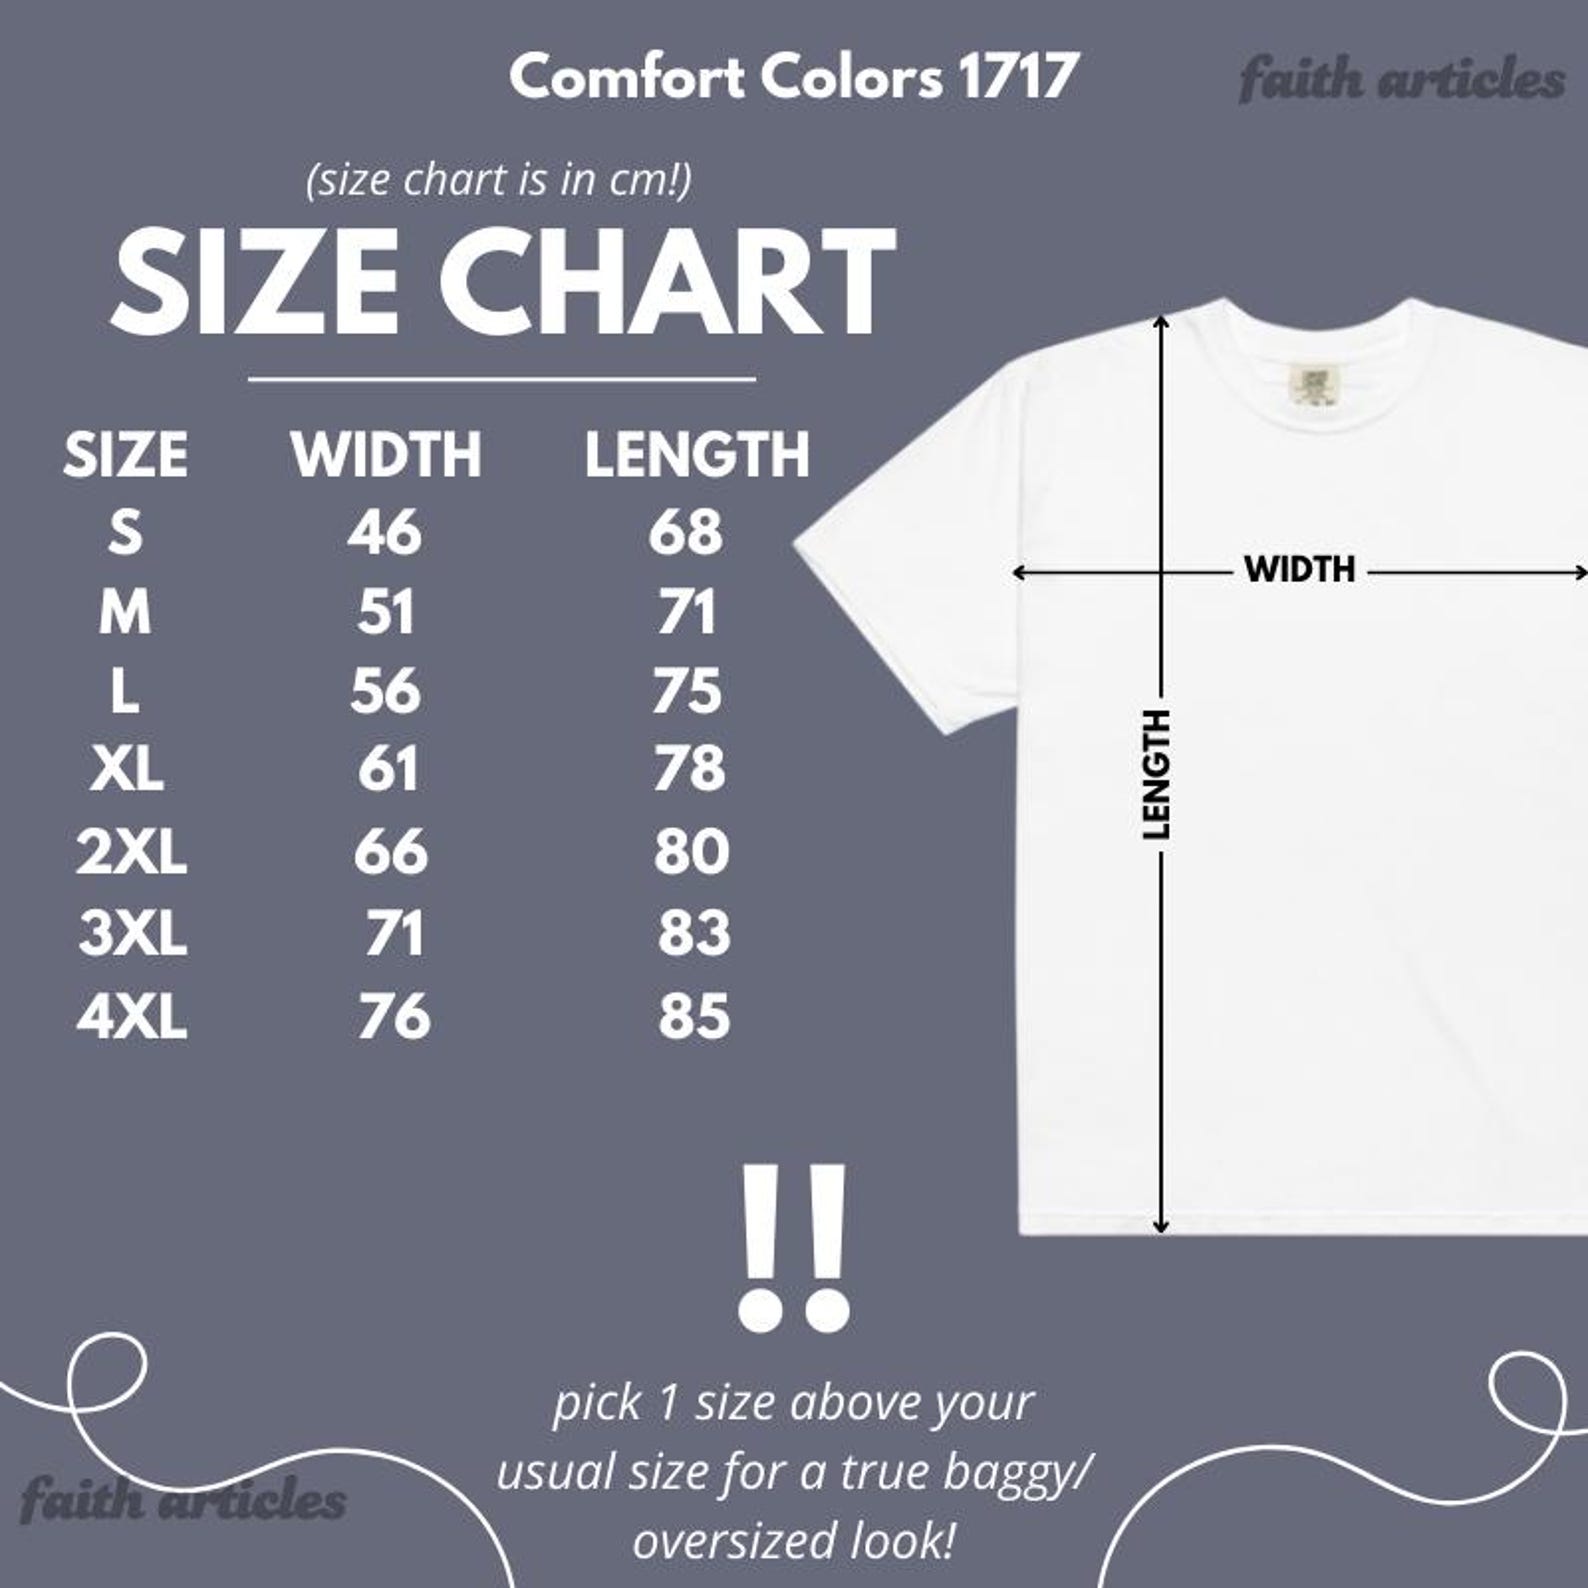 Comfort Colors 1717
faith articles
(size chart is in cm!)
SIZE CHART
SIZE WIDTH LENGTH
S 46 68
M 51 71
L 56 75
XL 61 78
2XL 66 80
3XL 71 83
4XL 76 85
WIDTH
LENGTH
!!
pick 1 size above your
usual size for a true baggy/
oversized look!
faith articles